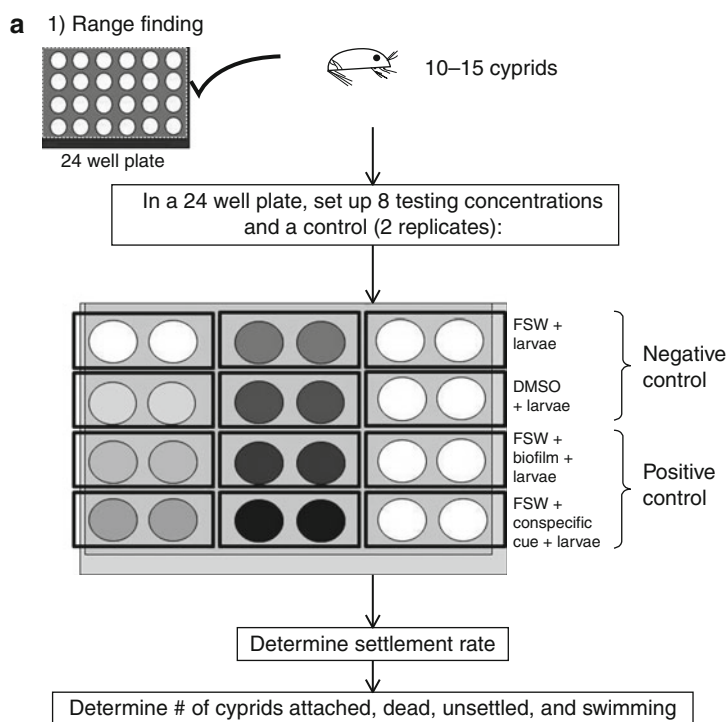 a 1) Range finding
10–15 cyprids
24 well plate
In a 24 well plate, set up 8 testing concentrations
and a control (2 replicates):
FSW +
larvae
DMSO
+ larvae
Negative
control
FSW +
biofilm +
larvae
FSW +
conspecific
cue + larvae
Positive
control
Determine settlement rate
Determine # of cyprids attached, dead, unsettled, and swimming